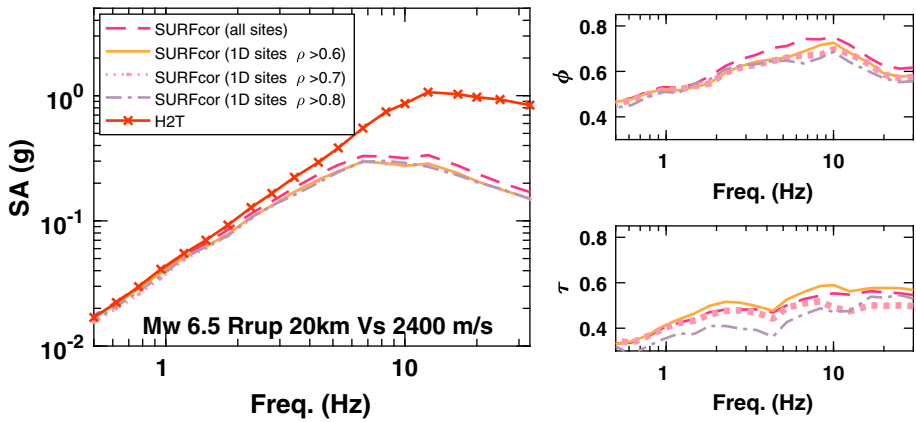 SURFcor (all sites)
SURFcor (1D sites ρ >0.6)
SURFcor (1D sites ρ >0.7)
SURFcor (1D sites ρ >0.8)
H2T
10⁰
10⁻¹
10⁻²
SA (g)
Mw 6.5 Rrup 20km Vs 2400 m/s
1 10
Freq. (Hz)
0.8
0.6
0.4
ϕ
1 10
Freq. (Hz)
0.8
0.6
0.4
τ
1 10
Freq. (Hz)